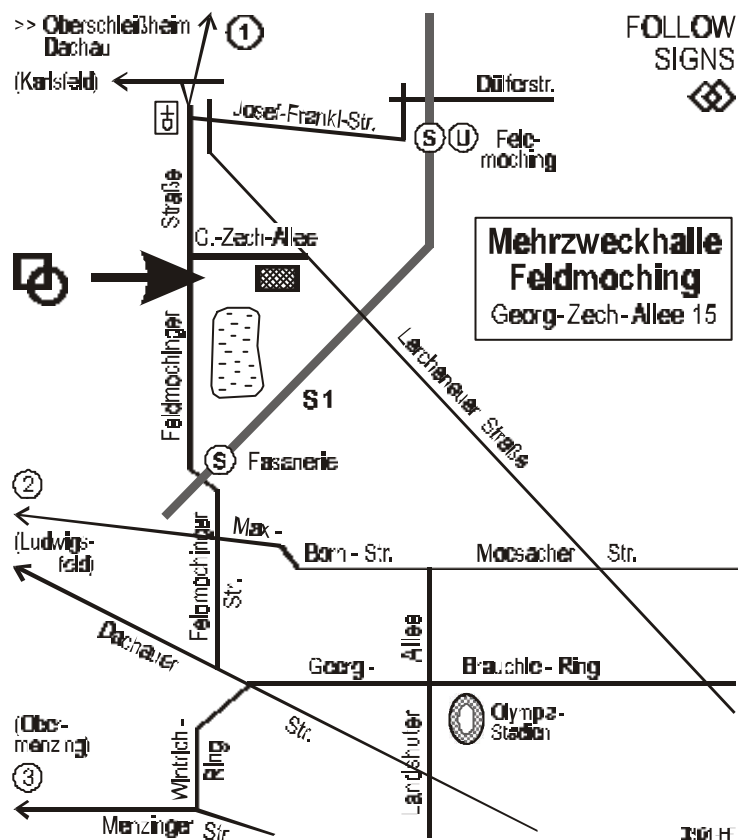 >> Oberschleißheim
Dachau
1
FOLLOW
SIGNS
(Karlsfeld)
Dülferstr.
Josef-Frankl-Str.
S U Feld-
moching
Straße
G.-Zech-Allee
Mehrzweckhalle
Feldmoching
Georg-Zech-Allee 15
Feldmochinger
Lerchenauer Straße
S1
S Fasanerie
2
(Ludwigs-
feld)
Max-
Born-Str.
Mocsacher Str.
Feldmochinger
Str.
Dachauer
Str.
Allee
Georg-
Brauchle-Ring
Landshuter
Olympia-
Stadion
(Ober-
menzing)
3
Wintrich-
Ring
Menzinger Str.